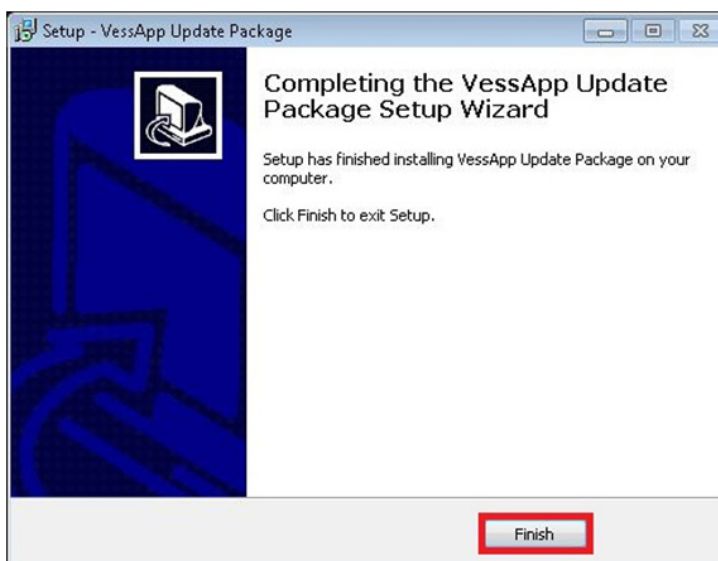 Setup - VessApp Update Package
Completing the VessApp Update
Package Setup Wizard
Setup has finished installing VessApp Update Package on your
computer.
Click Finish to exit Setup.
Finish